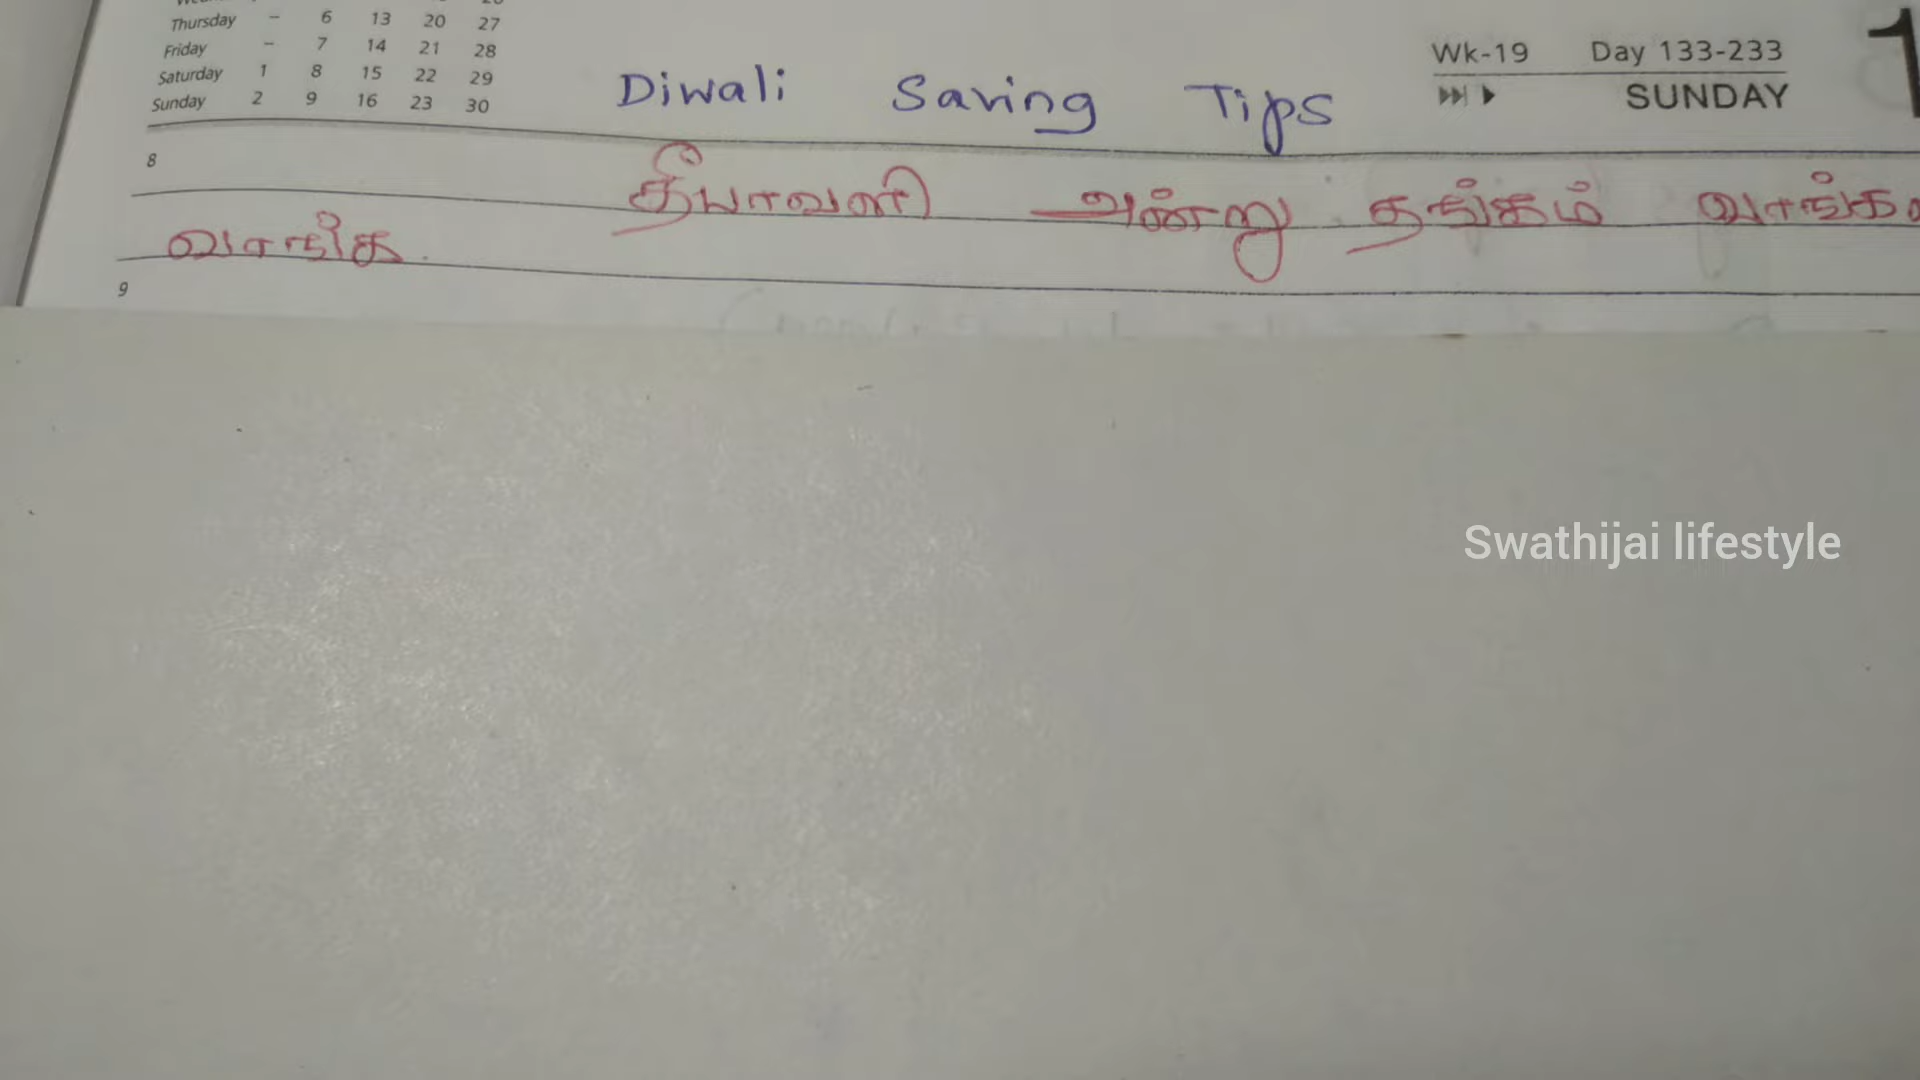 Thursday – 6 13 20 27
Friday – 7 14 21 28
Saturday 1 8 15 22 29
Sunday 2 9 16 23 30
Diwali Saving Tips
Wk-19 Day 133-233
SUNDAY
8
தீபாவளி அன்று தங்கம்
வாங்க
9
Swathijai lifestyle